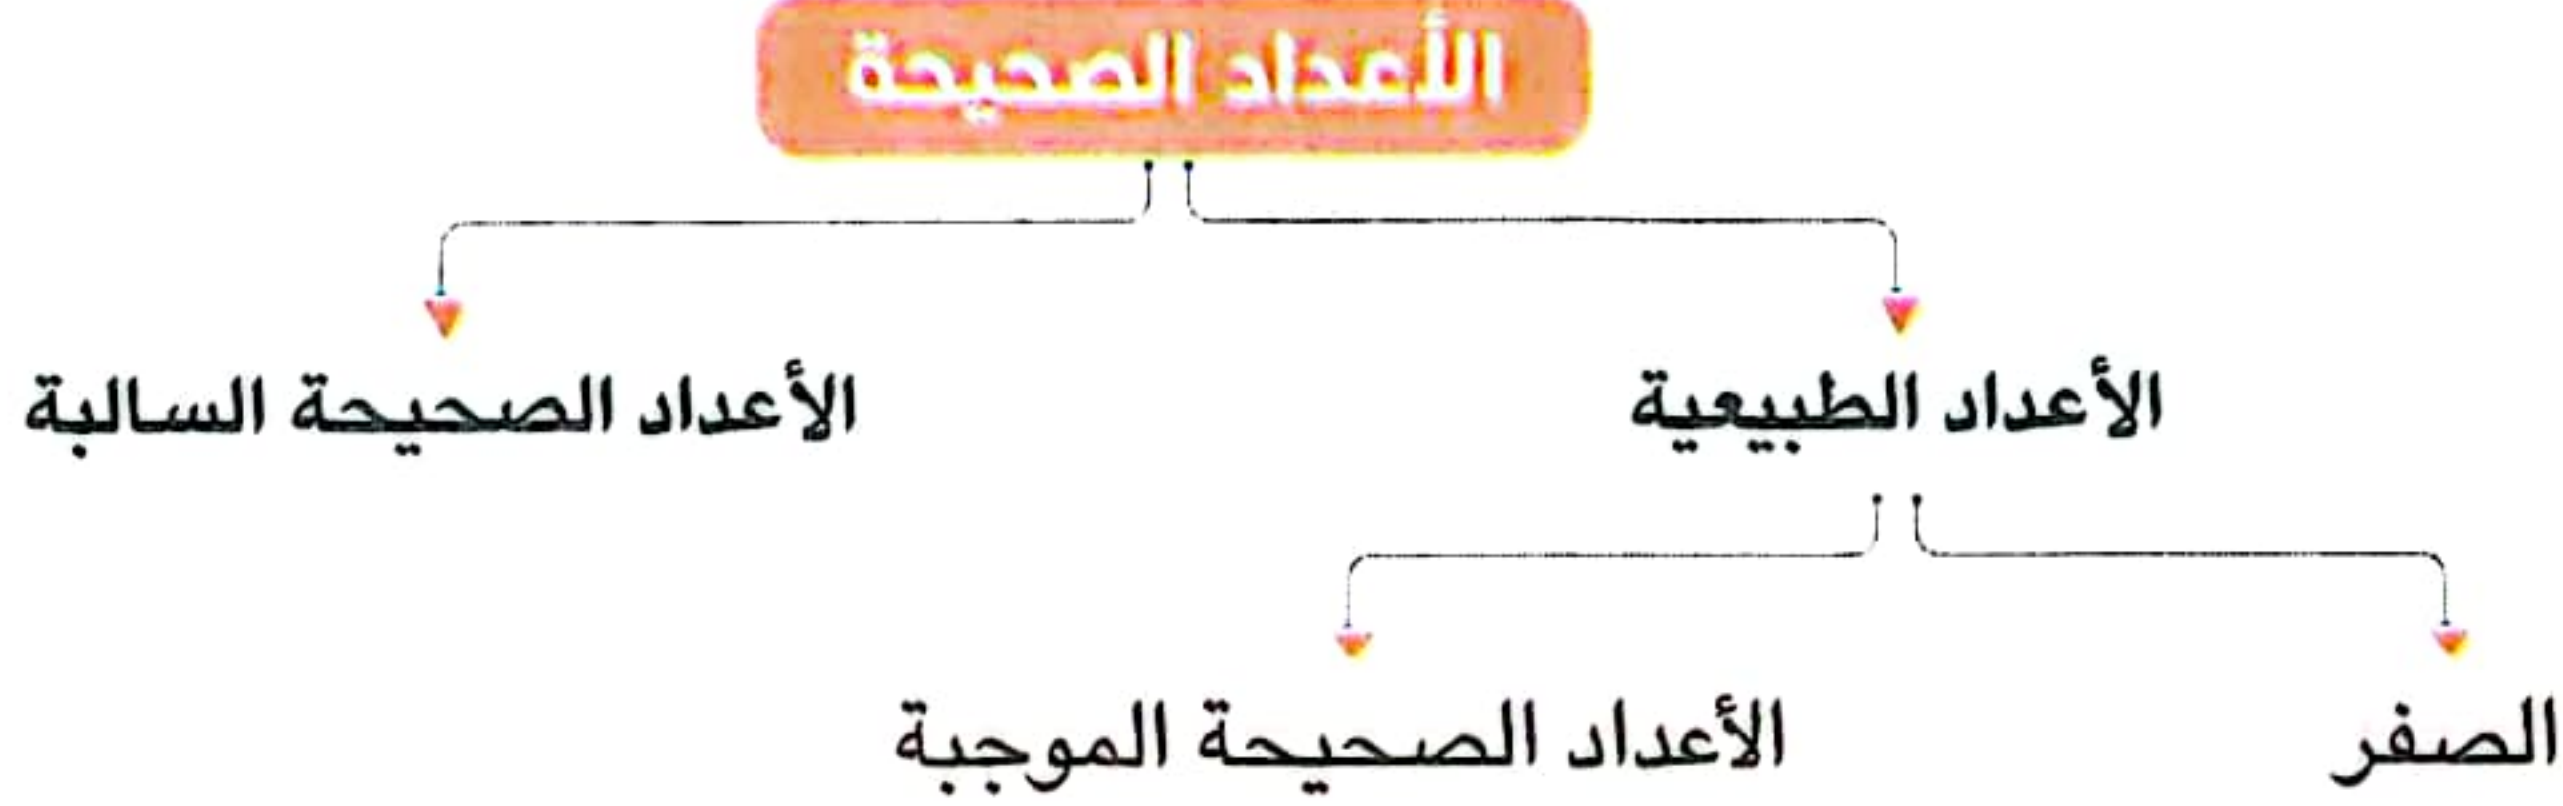 الأعداد الصحيحة
الأعداد الطبيعية
الأعداد الصحيحة السالبة
الصفر
الأعداد الصحيحة الموجبة